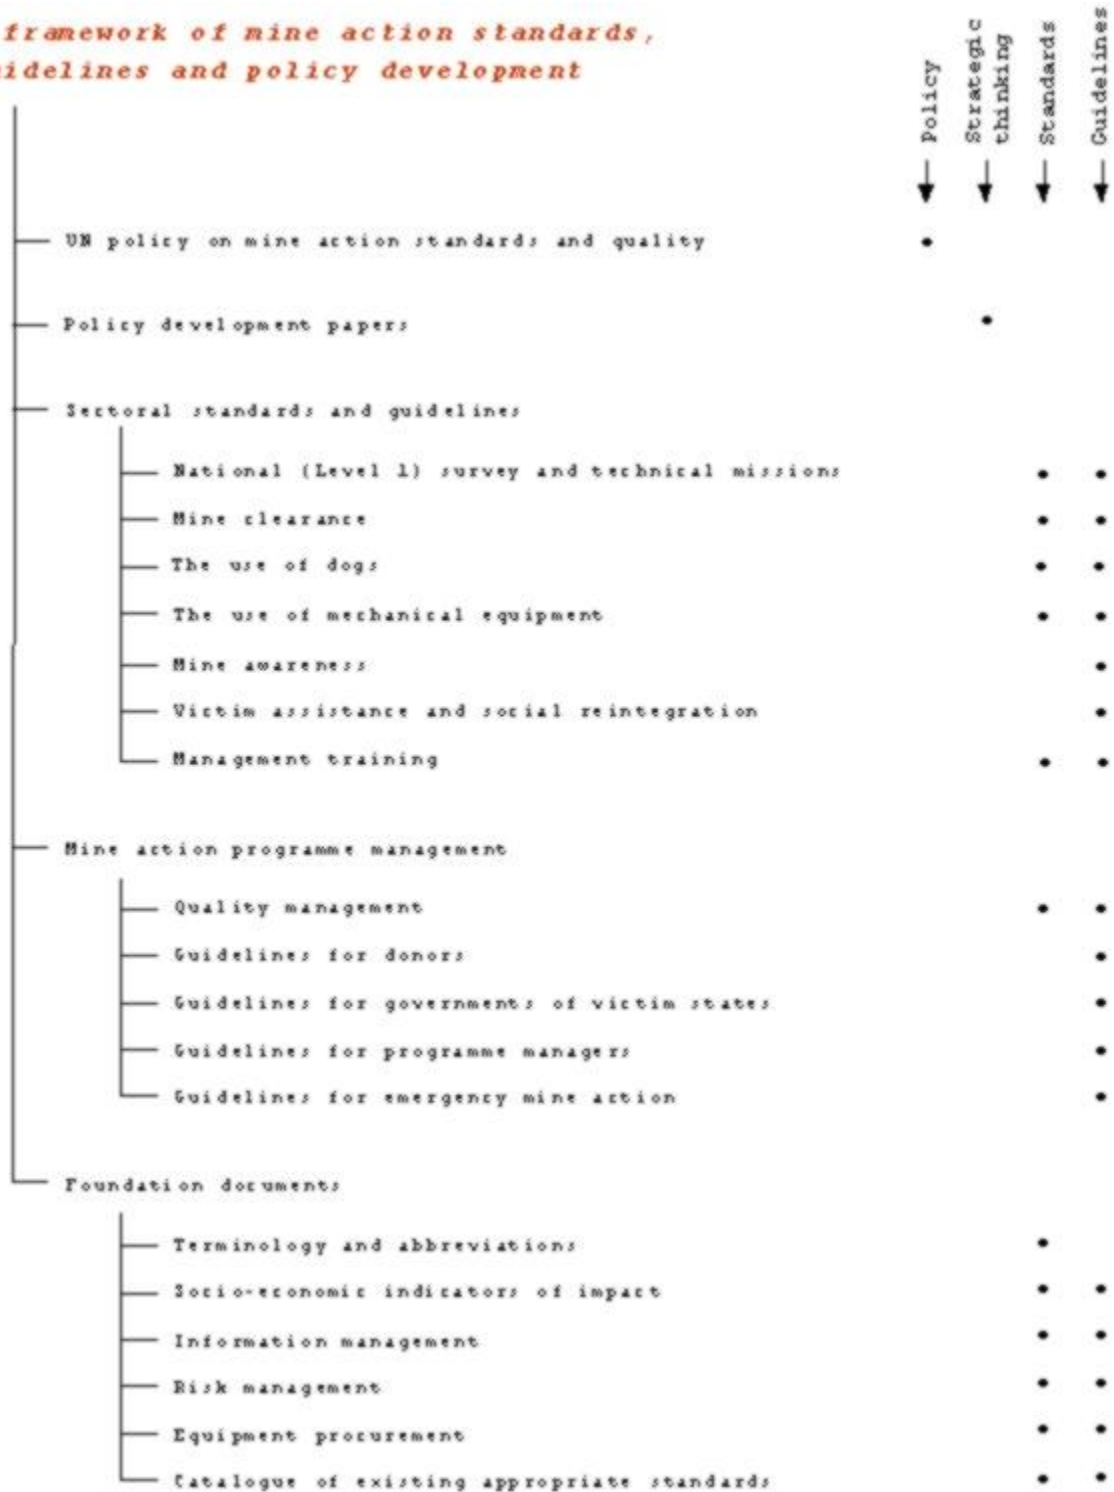 framework of mine action standards,
idelines and policy development
Policy
Strategic
thinking
Standards
Guidelines
UN policy on mine action standards and quality
Policy development papers
Sectoral standards and guidelines
National (Level 1) survey and technical missions
Mine clearance
The use of dogs
The use of mechanical equipment
Mine awareness
Victim assistance and social reintegration
Management training
Mine action programme management
Quality management
Guidelines for donors
Guidelines for governments of victim states
Guidelines for programme managers
Guidelines for emergency mine action
Foundation documents
Terminology and abbreviations
Socio-economic indicators of impact
Information management
Risk management
Equipment procurement
Catalogue of existing appropriate standards